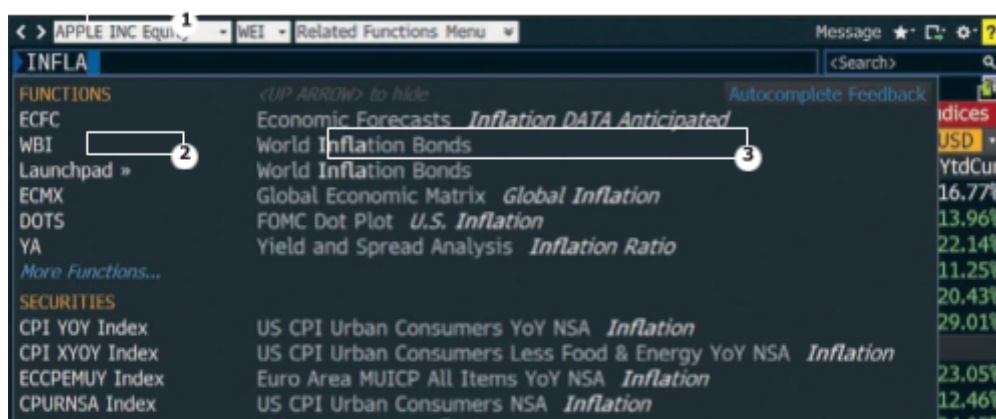 < > APPLE INC Equity WEI Related Functions Menu Message ?
1
INFLA <Search>
FUNCTIONS <UP ARROW> to hide Autocomplete Feedback
ECFC Economic Forecasts Inflation DATA Anticipated
WBI 2 World Inflation Bonds 3 USD
Launchpad » World Inflation Bonds
ECMX Global Economic Matrix Global Inflation 16.77%
DOTS FOMC Dot Plot U.S. Inflation 13.96%
YA Yield and Spread Analysis Inflation Ratio 22.14%
More Functions... 11.25%
SECURITIES 20.43%
CPI YOY Index US CPI Urban Consumers YoY NSA Inflation 29.01%
CPI XYOY Index US CPI Urban Consumers Less Food & Energy YoY NSA Inflation
ECCPEMUY Index Euro Area MUICP All Items YoY NSA Inflation 23.05%
CPURNSA Index US CPI Urban Consumers NSA Inflation 12.46%